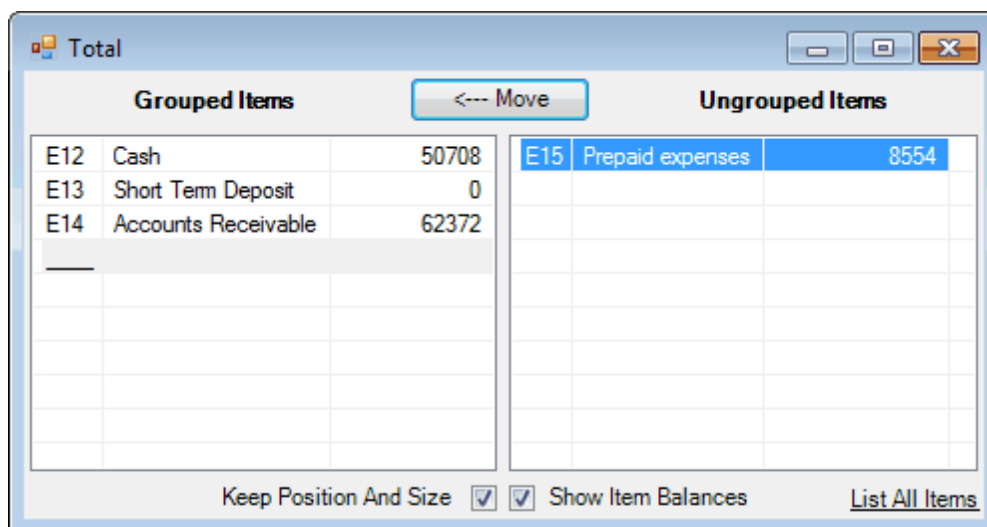 Total
Grouped Items <--- Move Ungrouped Items
E12 Cash 50708 E15 Prepaid expenses 8554
E13 Short Term Deposit 0
E14 Accounts Receivable 62372
Keep Position And Size Show Item Balances List All Items